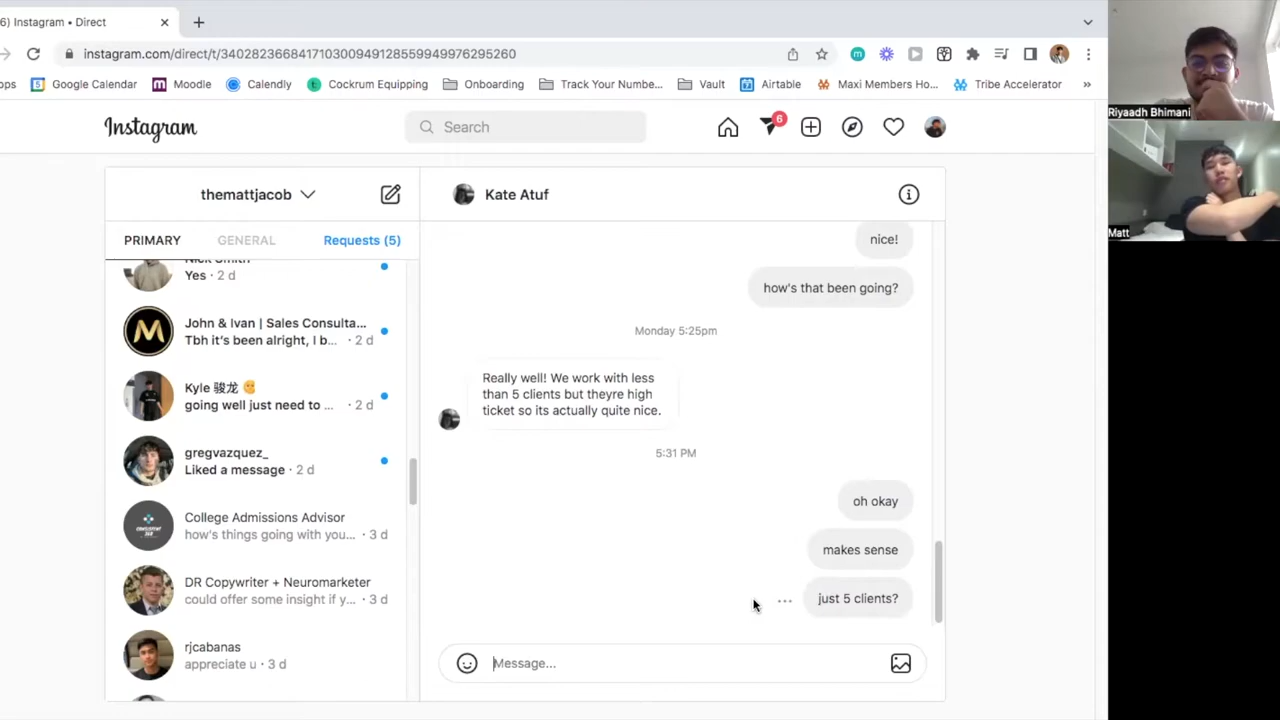 6) Instagram • Direct
instagram.com/direct/t/340282366841710300949128559949976295260
ops
Google Calendar
Moodle
Calendly
Cockrum Equipping
Onboarding
Track Your Numbe...
Vault
Airtable
Maxi Members Ho...
Tribe Accelerator
»
Instagram
Search
6
themattjacob
PRIMARY
GENERAL
Requests (5)
Nick Smith
Yes · 2 d
John & Ivan | Sales Consulta...
Tbh it's been alright, I b... · 2 d
Kyle 骏龙
going well just need to ... · 2 d
gregvazquez_
Liked a message · 2 d
College Admissions Advisor
how's things going with you... · 3 d
DR Copywriter + Neuromarketer
could offer some insight if y... · 3 d
rjcabanas
appreciate u · 3 d
Kate Atuf
nice!
how's that been going?
Monday 5:25pm
Really well! We work with less
than 5 clients but theyre high
ticket so its actually quite nice.
5:31 PM
oh okay
makes sense
just 5 clients?
Message...
Riyaadh Bhimani
Matt